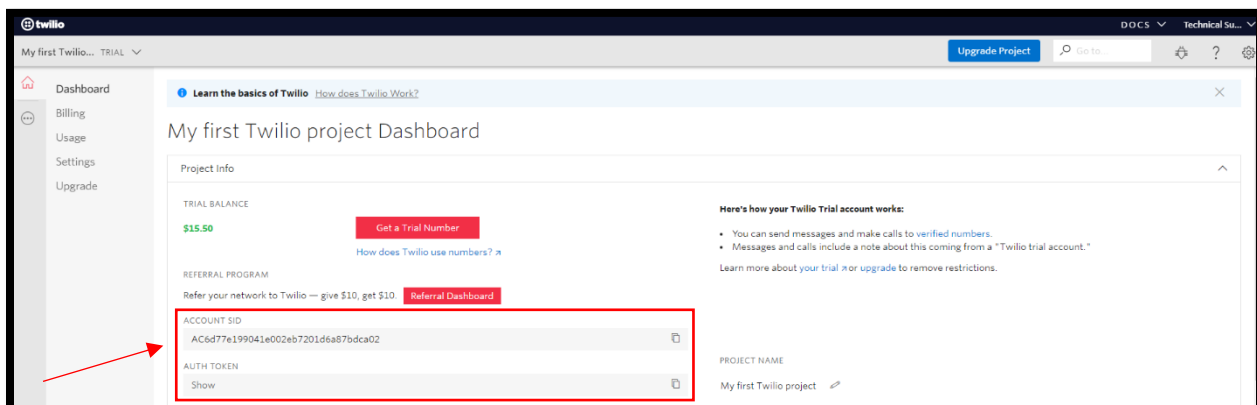 twilio
DOCS Technical Su...
My first Twilio... TRIAL
Upgrade Project
Go to...
?
Dashboard
Billing
Usage
Settings
Upgrade
Learn the basics of Twilio How does Twilio Work?
My first Twilio project Dashboard
Project Info
TRIAL BALANCE
$15.50
Get a Trial Number
How does Twilio use numbers?
REFERRAL PROGRAM
Refer your network to Twilio — give $10, get $10. Referral Dashboard
ACCOUNT SID
AC6d77e199041e002eb7201d6a87bdca02
AUTH TOKEN
Show
Here's how your Twilio Trial account works:
• You can send messages and make calls to verified numbers.
• Messages and calls include a note about this coming from a "Twilio trial account."
Learn more about your trial or upgrade to remove restrictions.
PROJECT NAME
My first Twilio project